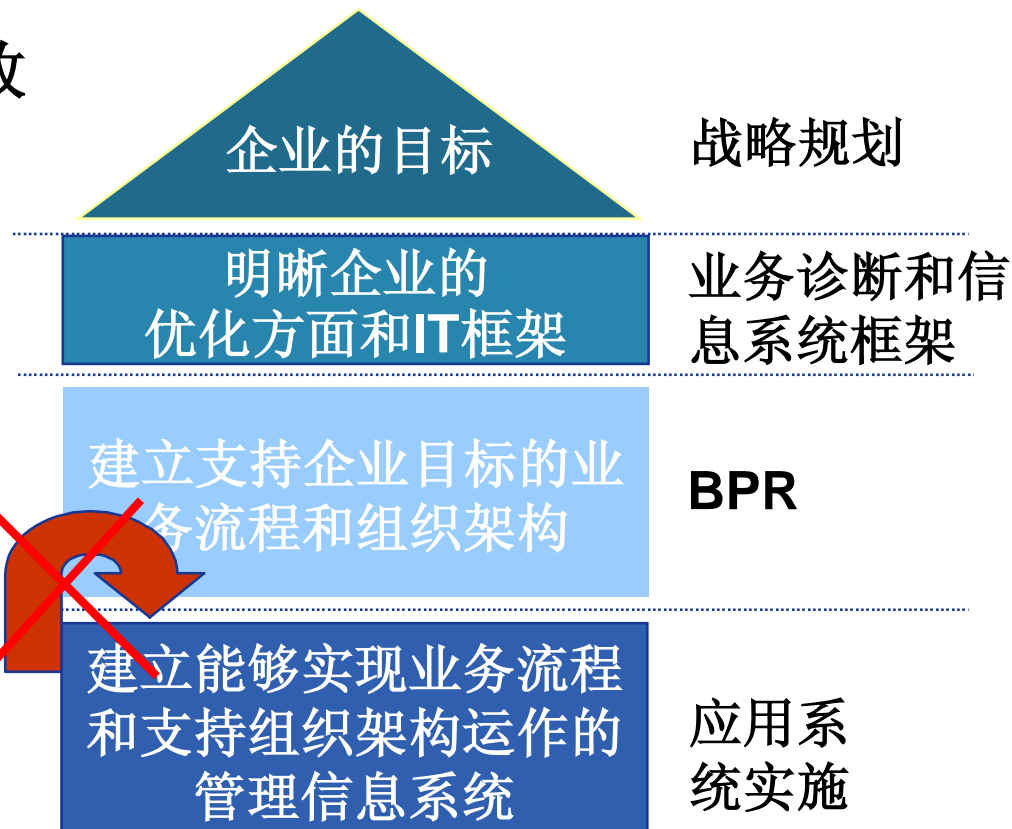 企业的目标
战略规划
明晰企业的
优化方面和IT框架
业务诊断和信
息系统框架
建立支持企业目标的业
务流程和组织架构
BPR
建立能够实现业务流程
和支持组织架构运作的
管理信息系统
应用系
统实施